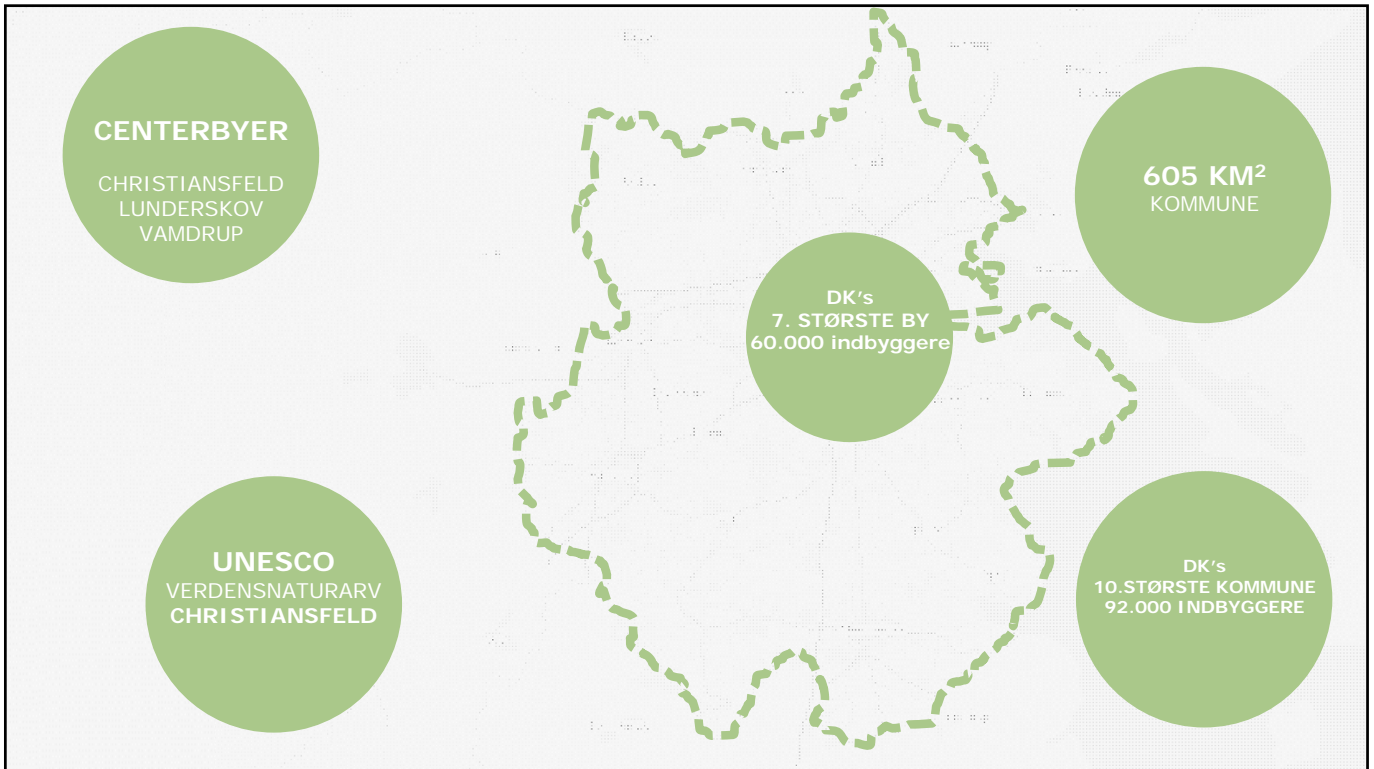 CENTERBYER
CHRISTIANSFELD
LUNDERSKOV
VAMDRUP
605 KM²
KOMMUNE
DK's
7. STØRSTE BY
60.000 indbyggere
UNESCO
VERDENSNATURARV
CHRISTIANSFELD
DK's
10.STØRSTE KOMMUNE
92.000 INDBYGGERE